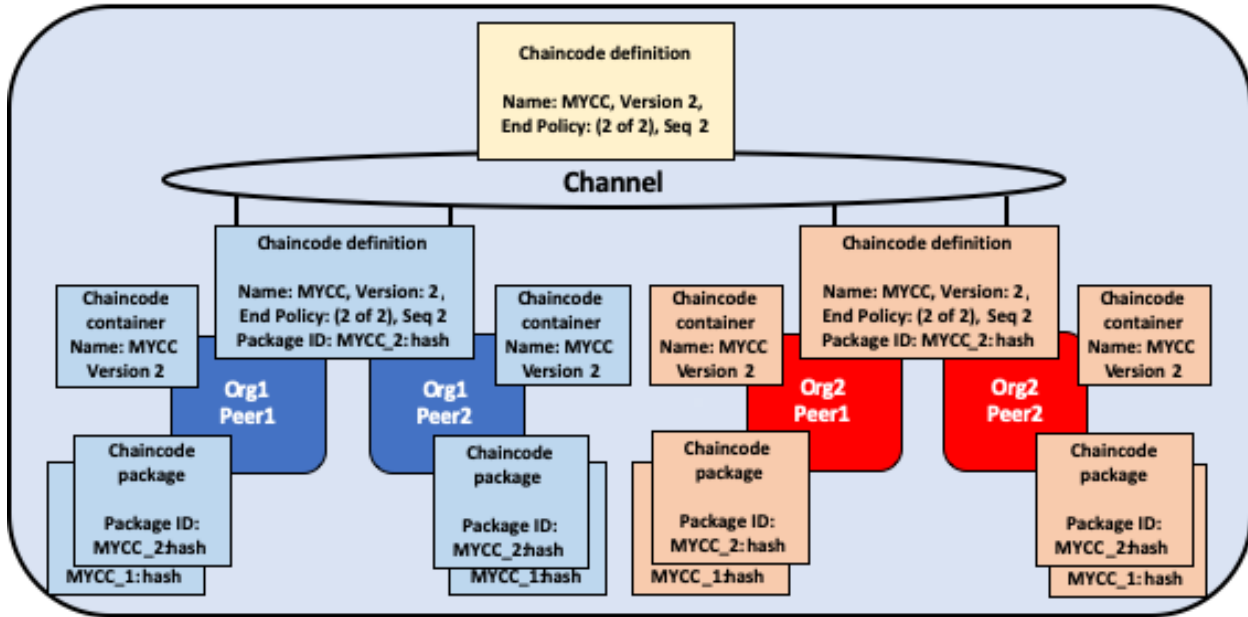 Chaincode definition
Name: MYCC, Version 2,
End Policy: (2 of 2), Seq 2
Channel
Chaincode definition
Name: MYCC, Version: 2,
End Policy: (2 of 2), Seq 2
Package ID: MYCC_2:hash
Chaincode definition
Name: MYCC, Version: 2,
End Policy: (2 of 2), Seq 2
Package ID: MYCC_2:hash
Chaincode
container
Name: MYCC
Version 2
Chaincode
container
Name: MYCC
Version 2
Chaincode
container
Name: MYCC
Version 2
Chaincode
container
Name: MYCC
Version 2
Org1
Peer1
Org1
Peer2
Org2
Peer1
Org2
Peer2
Chaincode
package
Package ID:
MYCC_2:hash
MYCC_1:hash
Chaincode
package
Package ID:
MYCC_2:hash
MYCC_1:hash
Chaincode
package
Package ID:
MYCC_2:hash
MYCC_1:hash
Chaincode
package
Package ID:
MYCC_2:hash
MYCC_1:hash